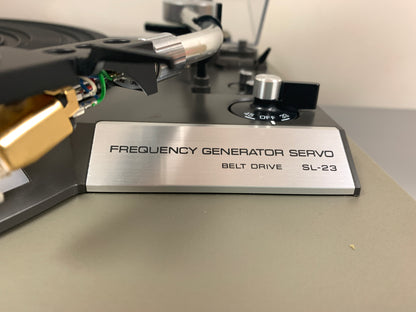 OFF
FREQUENCY GENERATOR SERVO
BELT DRIVE SL-23